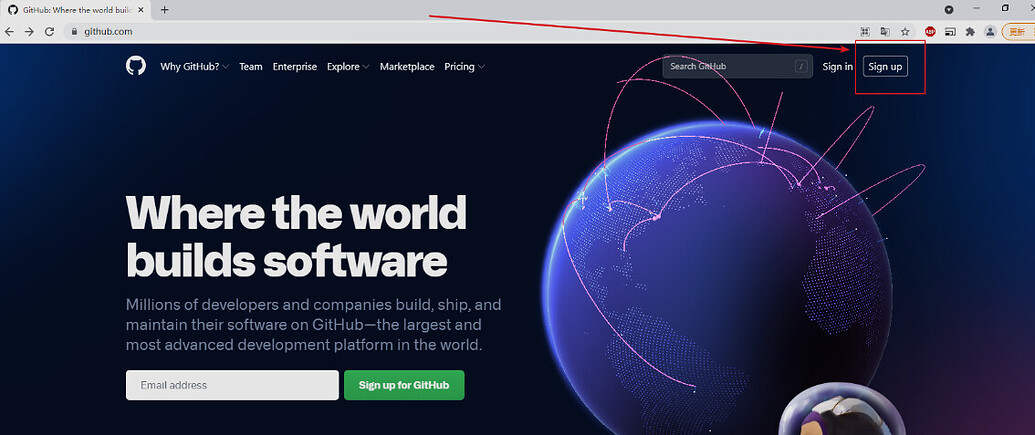 GitHub: Where the world buil
github.com
更新
Why GitHub?
Team
Enterprise
Explore
Marketplace
Pricing
Search GitHub
/
Sign in
Sign up
Where the world
builds software
Millions of developers and companies build, ship, and
maintain their software on GitHub—the largest and
most advanced development platform in the world.
Email address
Sign up for GitHub
ABP